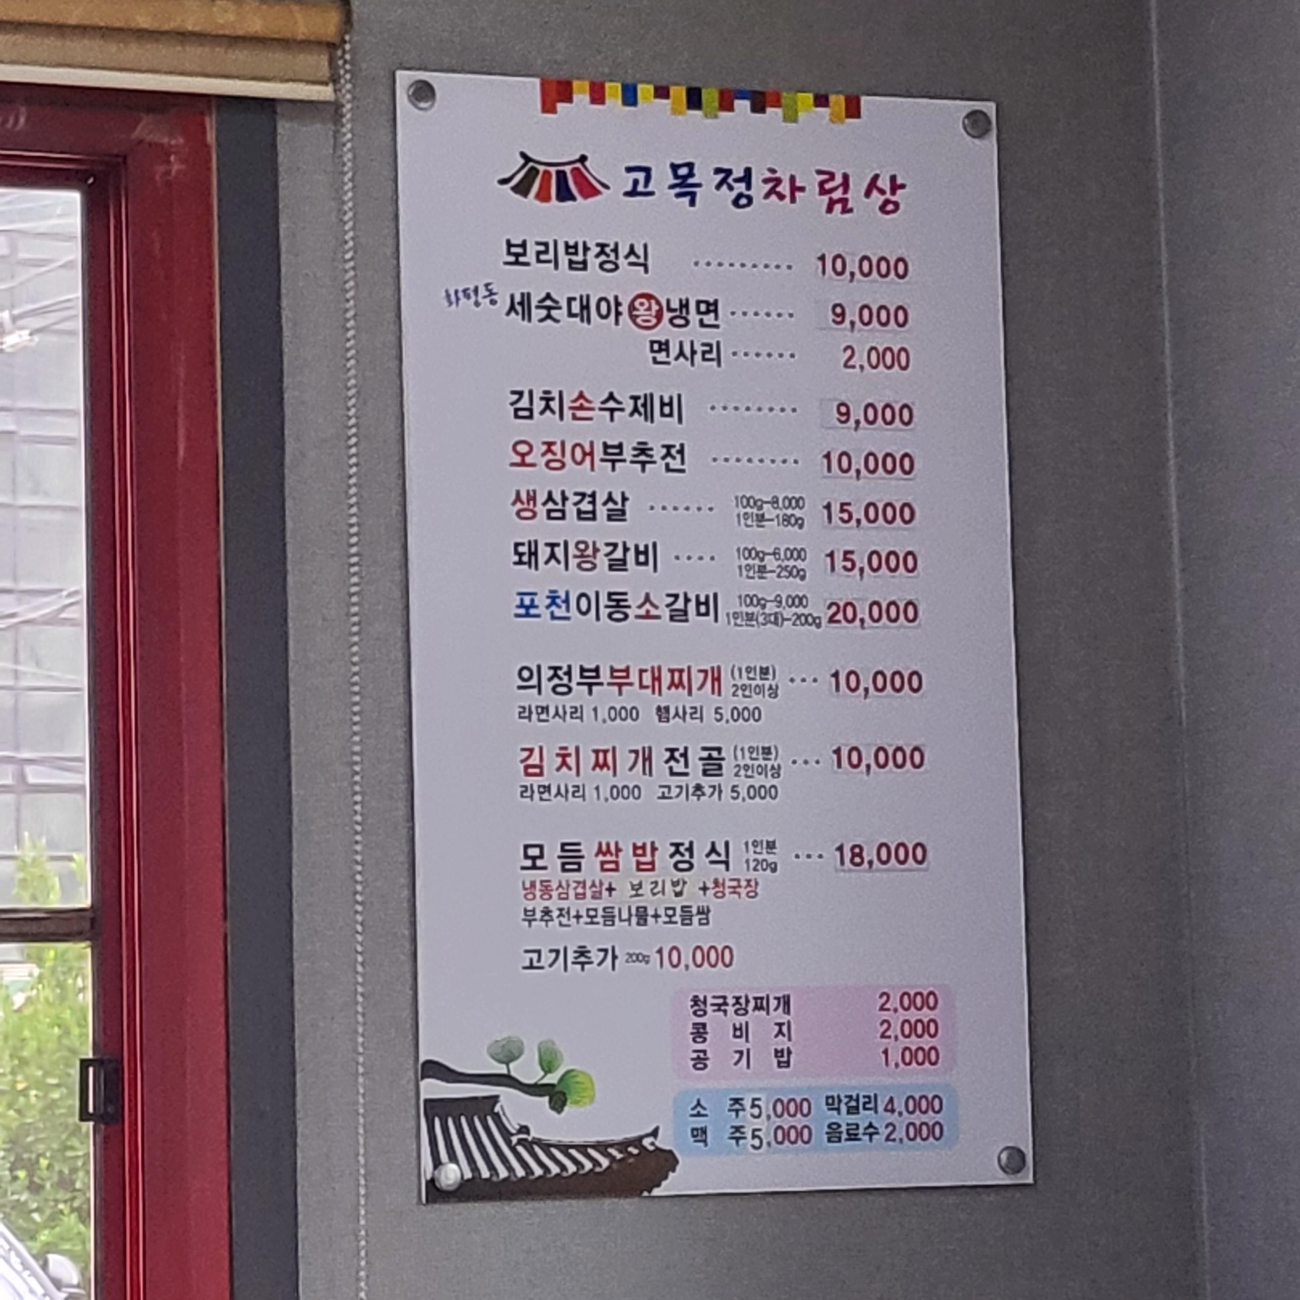 고목정차림상
보리밥정식 ········· 10,000
화평동 세숫대야왕냉면 ······ 9,000
면사리 ······ 2,000
김치손수제비 ········ 9,000
오징어부추전 ········ 10,000
생삼겹살 ······ 100g-8,000 1인분-180g 15,000
돼지왕갈비 ···· 100g-6,000 1인분-250g 15,000
포천이동소갈비 100g-9,000 1인분(3대)-200g 20,000
의정부부대찌개 (1인분) 2인이상 ··· 10,000
라면사리 1,000 햄사리 5,000
김치찌개전골 (1인분) 2인이상 ··· 10,000
라면사리 1,000 고기추가 5,000
모듬쌈밥정식 1인분 120g ··· 18,000
냉동삼겹살+ 보리밥 +청국장
부추전+모듬나물+모듬쌈
고기추가 200g 10,000
청국장찌개 2,000
콩 비 지 2,000
공 기 밥 1,000
소 주 5,000 막걸리 4,000
맥 주 5,000 음료수 2,000